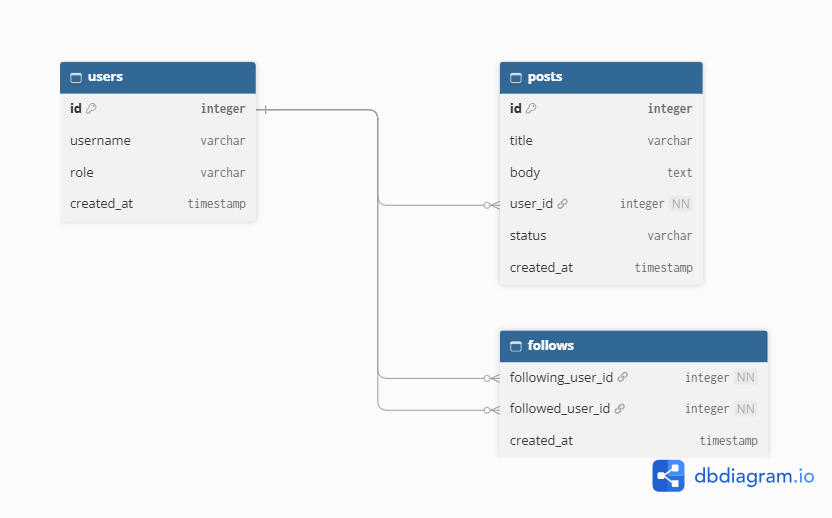 users
id integer
username varchar
role varchar
created_at timestamp
posts
id integer
title varchar
body text
user_id integer NN
status varchar
created_at timestamp
follows
following_user_id integer NN
followed_user_id integer NN
created_at timestamp
dbdiagram.io